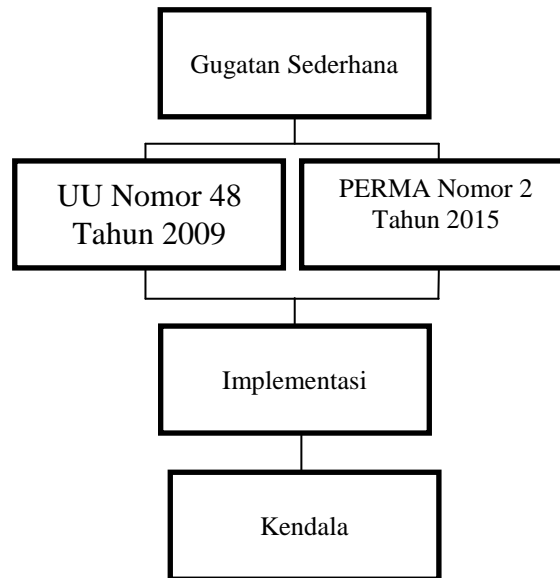 Gugatan Sederhana
UU Nomor 48
Tahun 2009
PERMA Nomor 2
Tahun 2015
Implementasi
Kendala